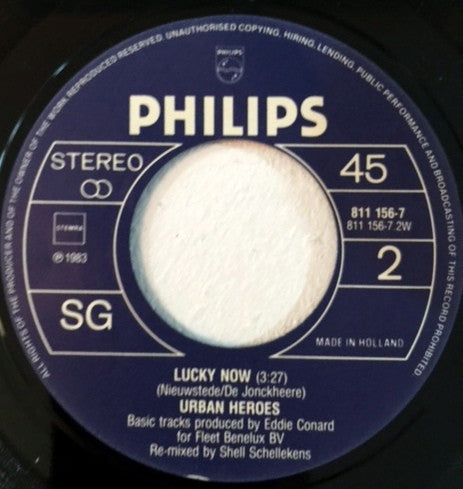 ALL RIGHTS OF THE PRODUCER AND OF THE OWNER OF THE WORK REPRODUCED RESERVED. UNAUTHORISED COPYING, HIRING, LENDING, PUBLIC PERFORMANCE AND BROADCASTING OF THIS RECORD PROHIBITED.
PHILIPS
PHILIPS
STEREO
45
STEMRA
811 156-7
811 156-7.2W
℗ 1983
2
SG
MADE IN HOLLAND
LUCKY NOW (3:27)
(Nieuwstede/De Jonckheere)
URBAN HEROES
Basic tracks produced by Eddie Conard
for Fleet Benelux BV
Re-mixed by Shell Schellekens